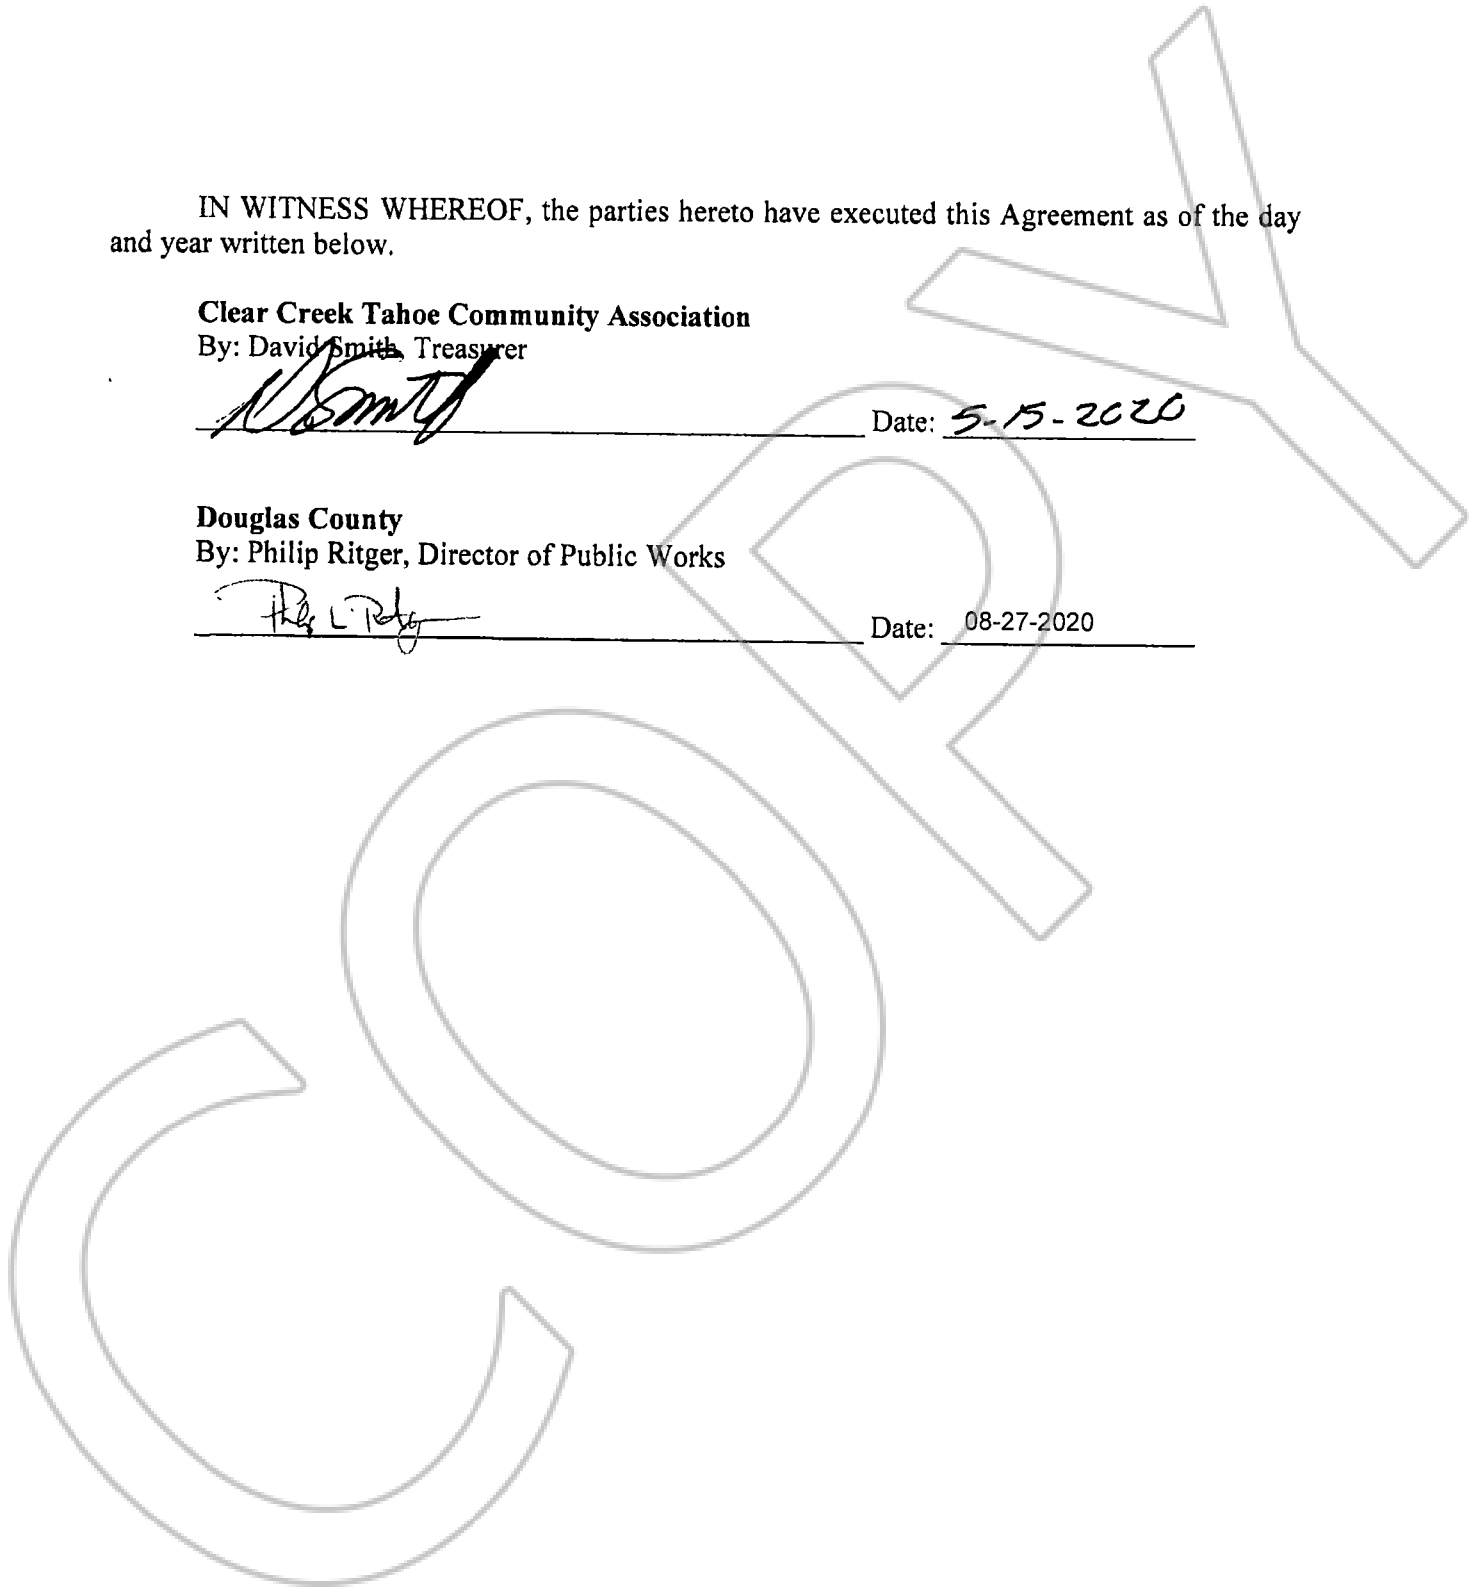 IN WITNESS WHEREOF, the parties hereto have executed this Agreement as of the day
and year written below.
Clear Creek Tahoe Community Association
By: David Smith, Treasurer
DSmith
Date: 5-15-2020
Douglas County
By: Philip Ritger, Director of Public Works
Date: 08-27-2020
COPY